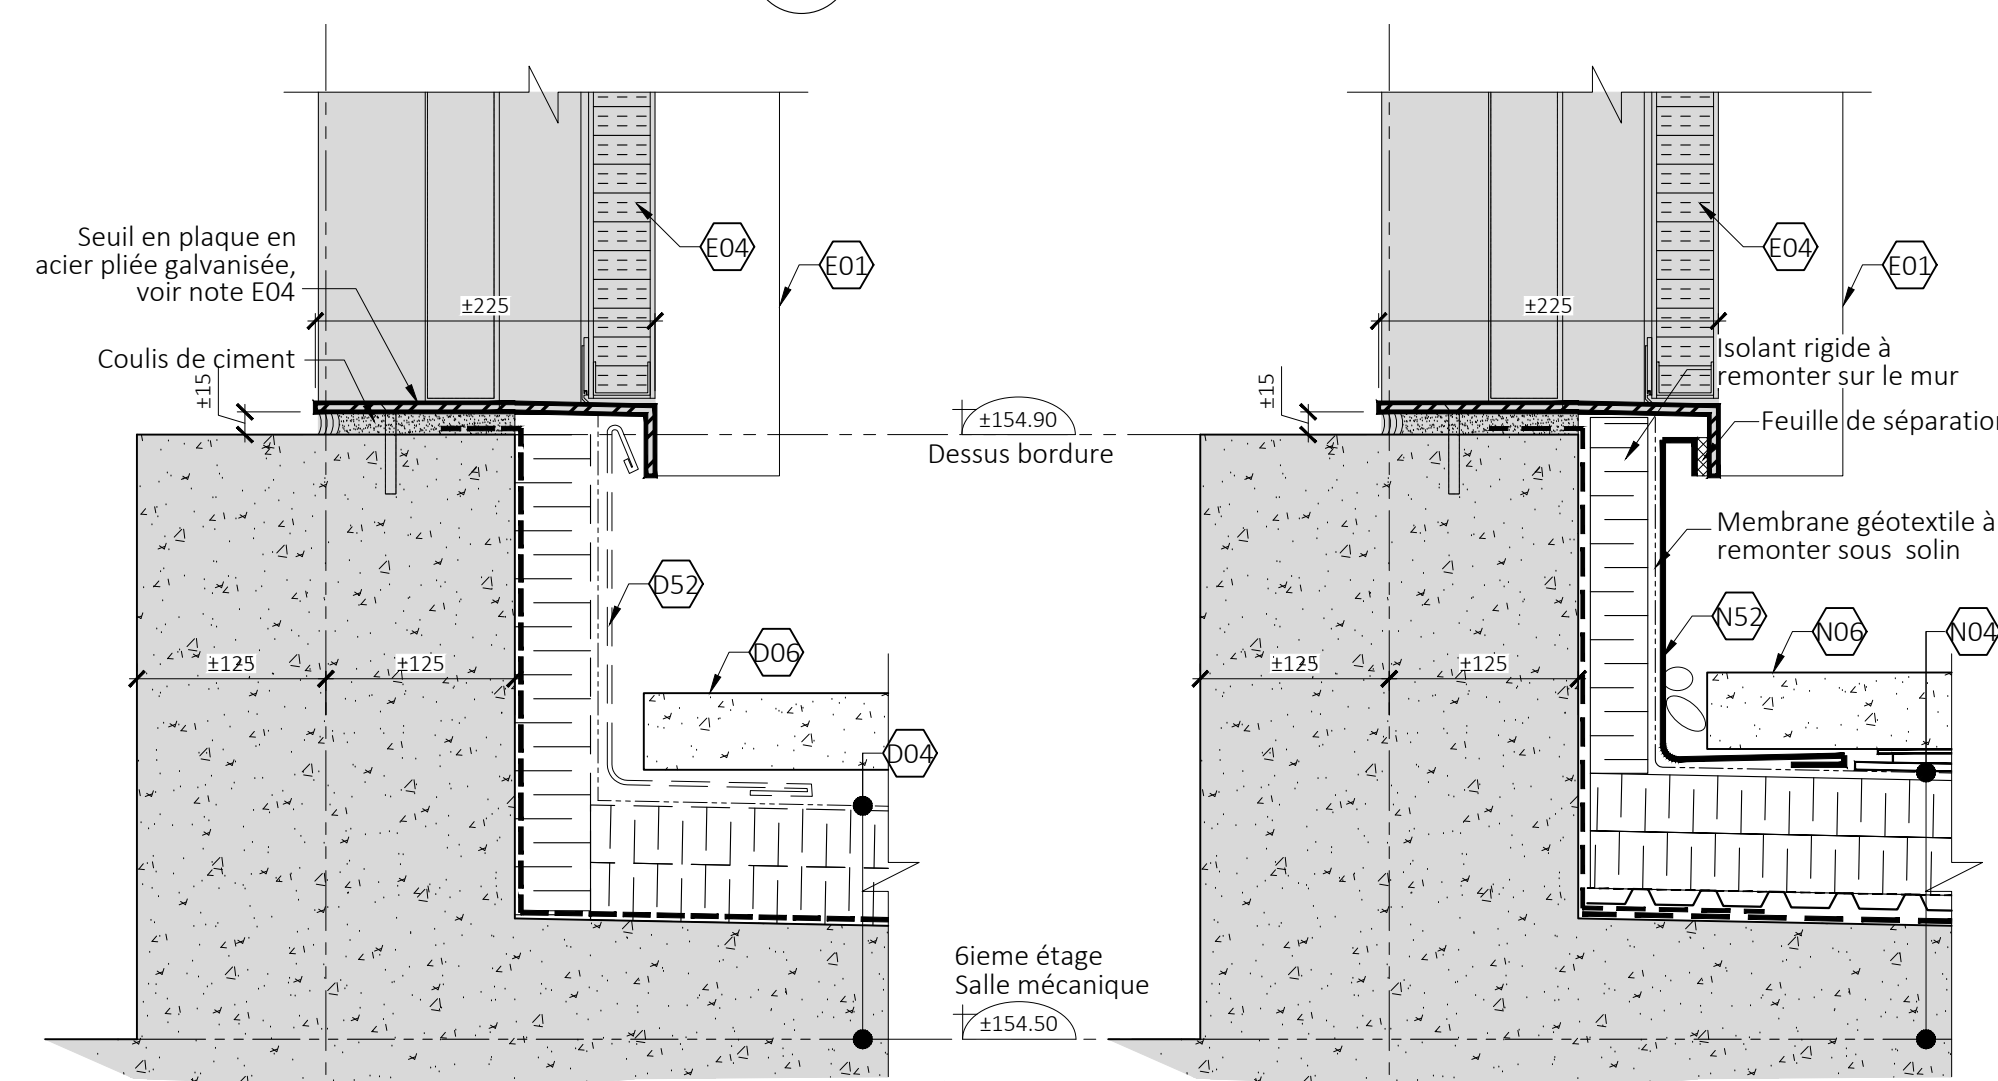 Seuil en plaque en
acier pliée galvanisée,
voir note E04
Coulis de ciment
±15
±225
E04
E01
D52
D06
D04
±125
±125
±154.90
Dessus bordure
6ieme étage
Salle mécanique
±154.50
±15
±225
E04
E01
Isolant rigide à
remonter sur le mur
Feuille de séparation
Membrane géotextile à
remonter sous solin
N52
N06
N04
±125
±125